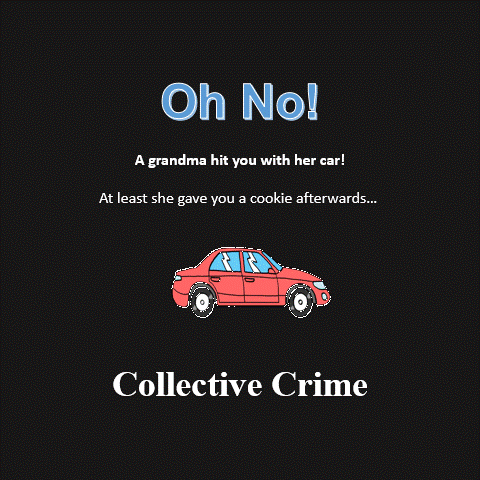 Oh No!
A grandma hit you with her car!
At least she gave you a cookie afterwards...
Collective Crime